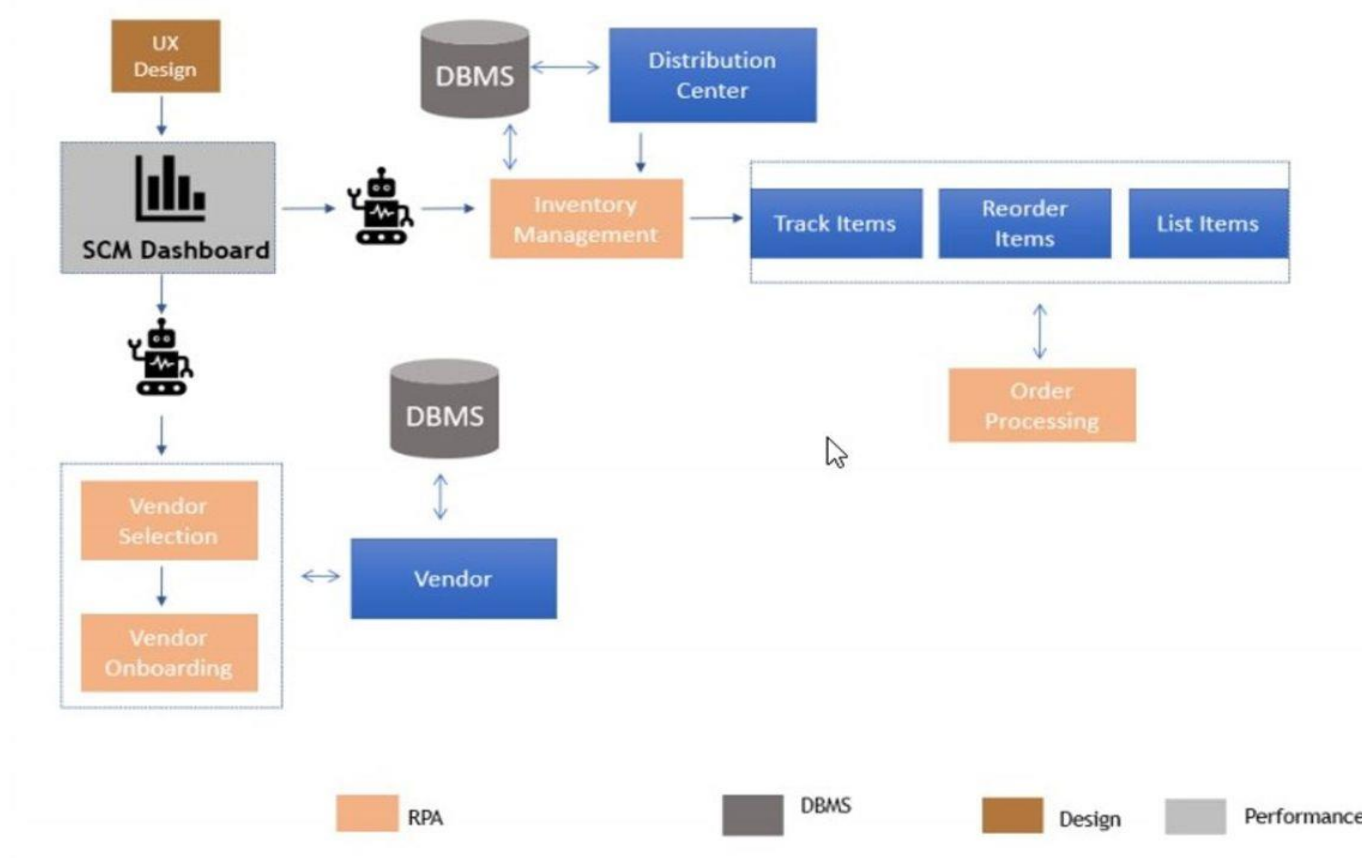 UX
Design
DBMS
Distribution
Center
SCM Dashboard
Inventory
Management
Track Items
Reorder
Items
List Items
Order
Processing
DBMS
Vendor
Selection
Vendor
Vendor
Onboarding
RPA
DBMS
Design
Performance